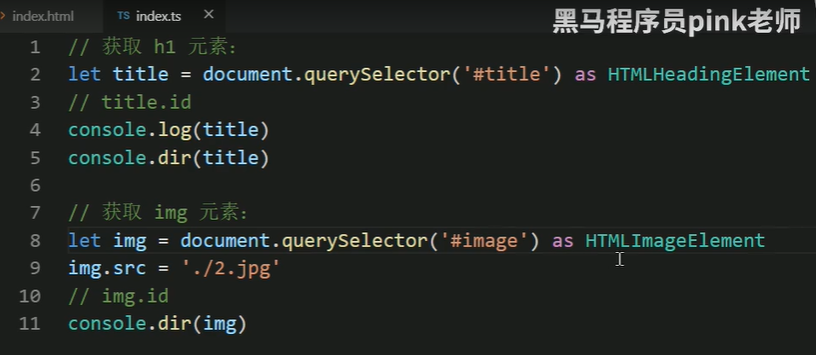 index.html
TS index.ts ×
黑马程序员pink老师
1 // 获取 h1 元素:
2 let title = document.querySelector('#title') as HTMLHeadingElement
3 // title.id
4 console.log(title)
5 console.dir(title)
6
7 // 获取 img 元素:
8 let img = document.querySelector('#image') as HTMLImageElement
9 img.src = './2.jpg'
10 // img.id
11 console.dir(img)